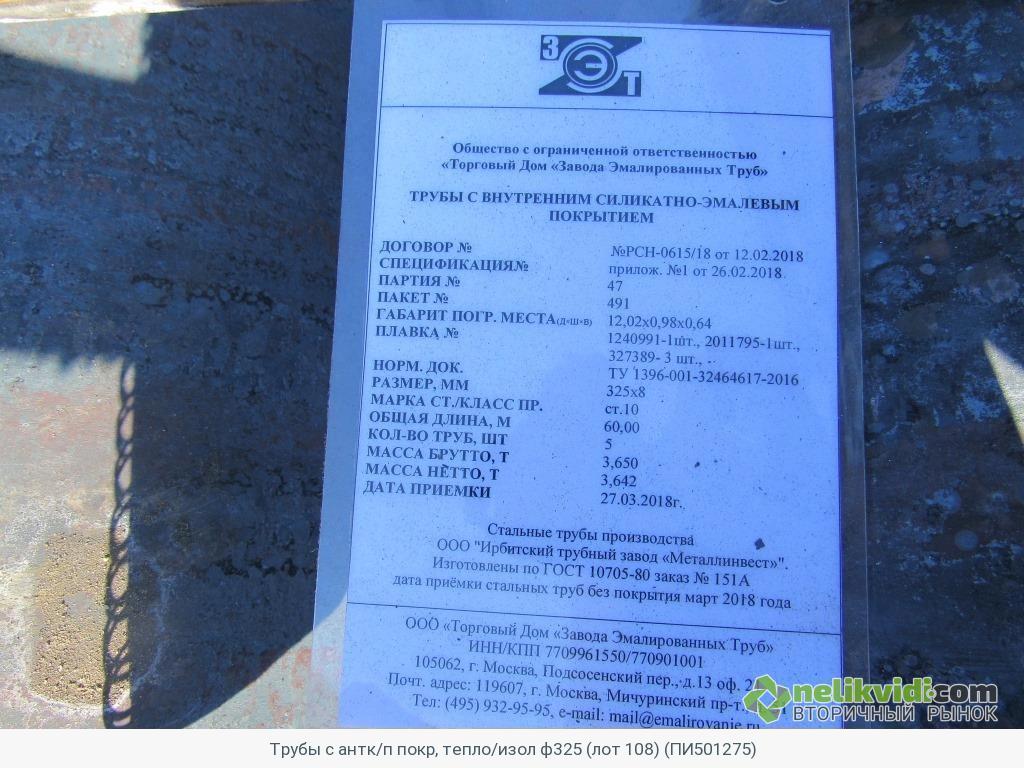 З Э Т
Общество с ограниченной ответственностью
«Торговый Дом «Завода Эмалированных Труб»
ТРУБЫ С ВНУТРЕННИМ СИЛИКАТНО-ЭМАЛЕВЫМ
ПОКРЫТИЕМ
ДОГОВОР № №РСН-0615/18 от 12.02.2018
СПЕЦИФИКАЦИЯ№ прилож. №1 от 26.02.2018
ПАРТИЯ № 47
ПАКЕТ № 491
ГАБАРИТ ПОГР. МЕСТА(д×ш×в) 12,02х0,98х0,64
ПЛАВКА № 1240991-1шт., 2011795-1шт.,
327389- 3 шт.,
НОРМ. ДОК. ТУ 1396-001-32464617-2016
РАЗМЕР, ММ 325х8
МАРКА СТ./КЛАСС ПР. ст.10
ОБЩАЯ ДЛИНА, М 60,00
КОЛ-ВО ТРУБ, ШТ 5
МАССА БРУТТО, Т 3,650
МАССА НЕТТО, Т 3,642
ДАТА ПРИЕМКИ 27.03.2018г.
Стальные трубы производства
ООО "Ирбитский трубный завод «Металлинвест»".
Изготовлены по ГОСТ 10705-80 заказ № 151А
дата приёмки стальных труб без покрытия март 2018 года
ООО «Торговый Дом «Завода Эмалированных Труб»
ИНН/КПП 7709961550/770901001
105062, г. Москва, Подсосенский пер., д.13 оф.
Почт. адрес: 119607, г. Москва, Мичуринский пр-т,
Тел: (495) 932-95-95, e-mail: mail@emalirovanie.ru
nelikvidi.com
ВТОРИЧНЫЙ РЫНОК
Трубы с антк/п покр, тепло/изол ф325 (лот 108) (ПИ501275)